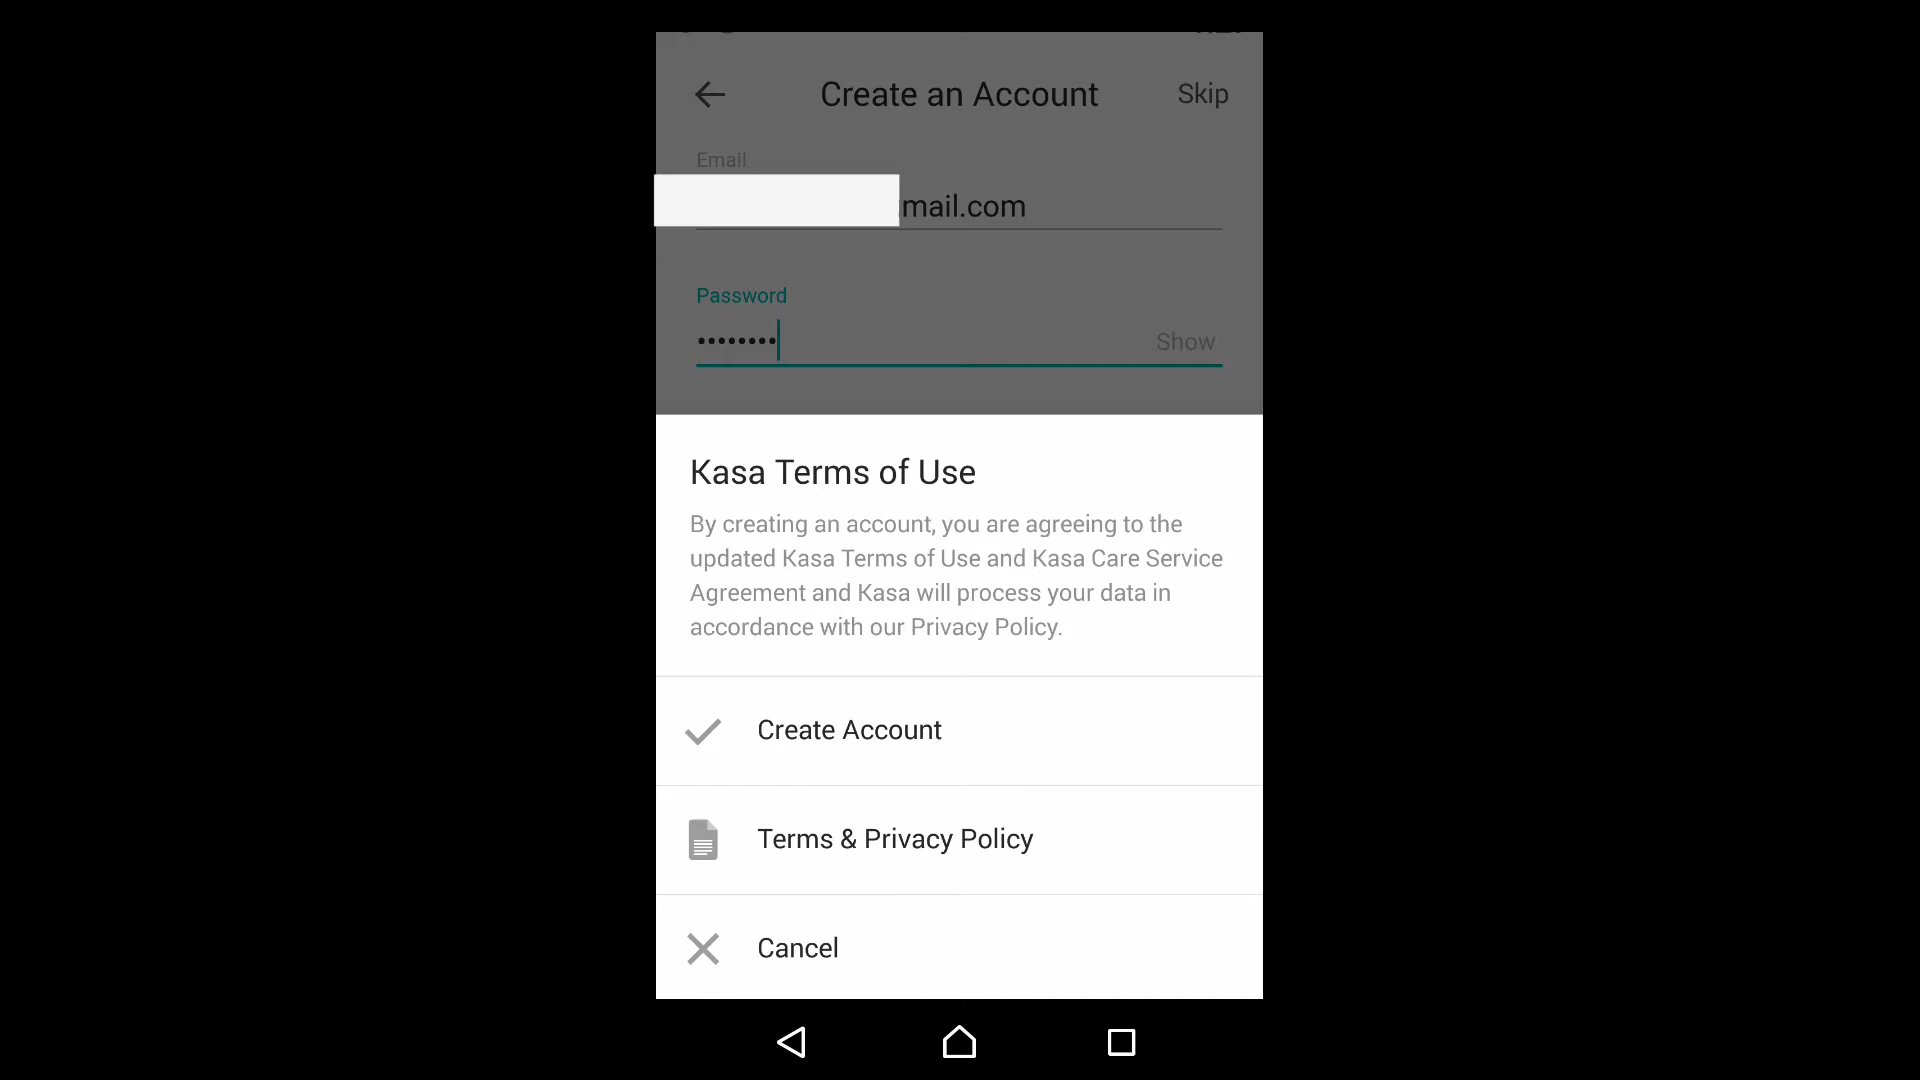 Create an Account
Skip
Email
mail.com
Password
Show
Kasa Terms of Use
By creating an account, you are agreeing to the
updated Kasa Terms of Use and Kasa Care Service
Agreement and Kasa will process your data in
accordance with our Privacy Policy.
Create Account
Terms & Privacy Policy
Cancel